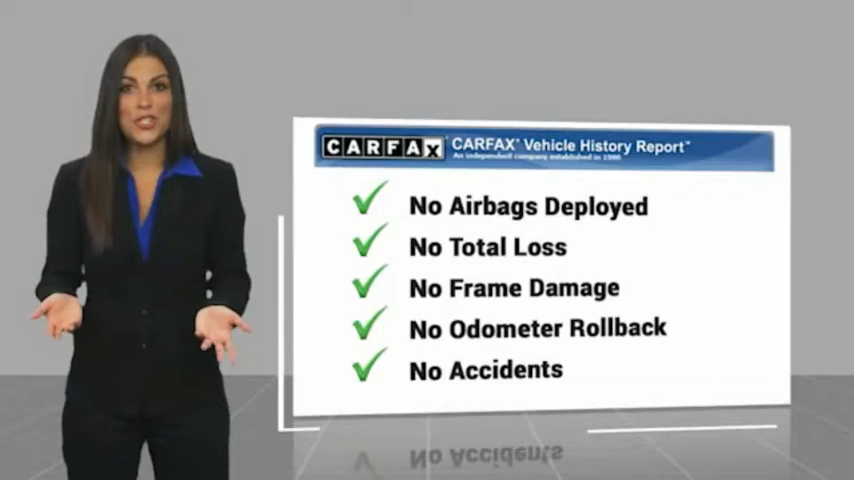 CARFAX CARFAX® Vehicle History Report™
An independent company established in 1986
No Airbags Deployed
No Total Loss
No Frame Damage
No Odometer Rollback
No Accidents
No Accidents